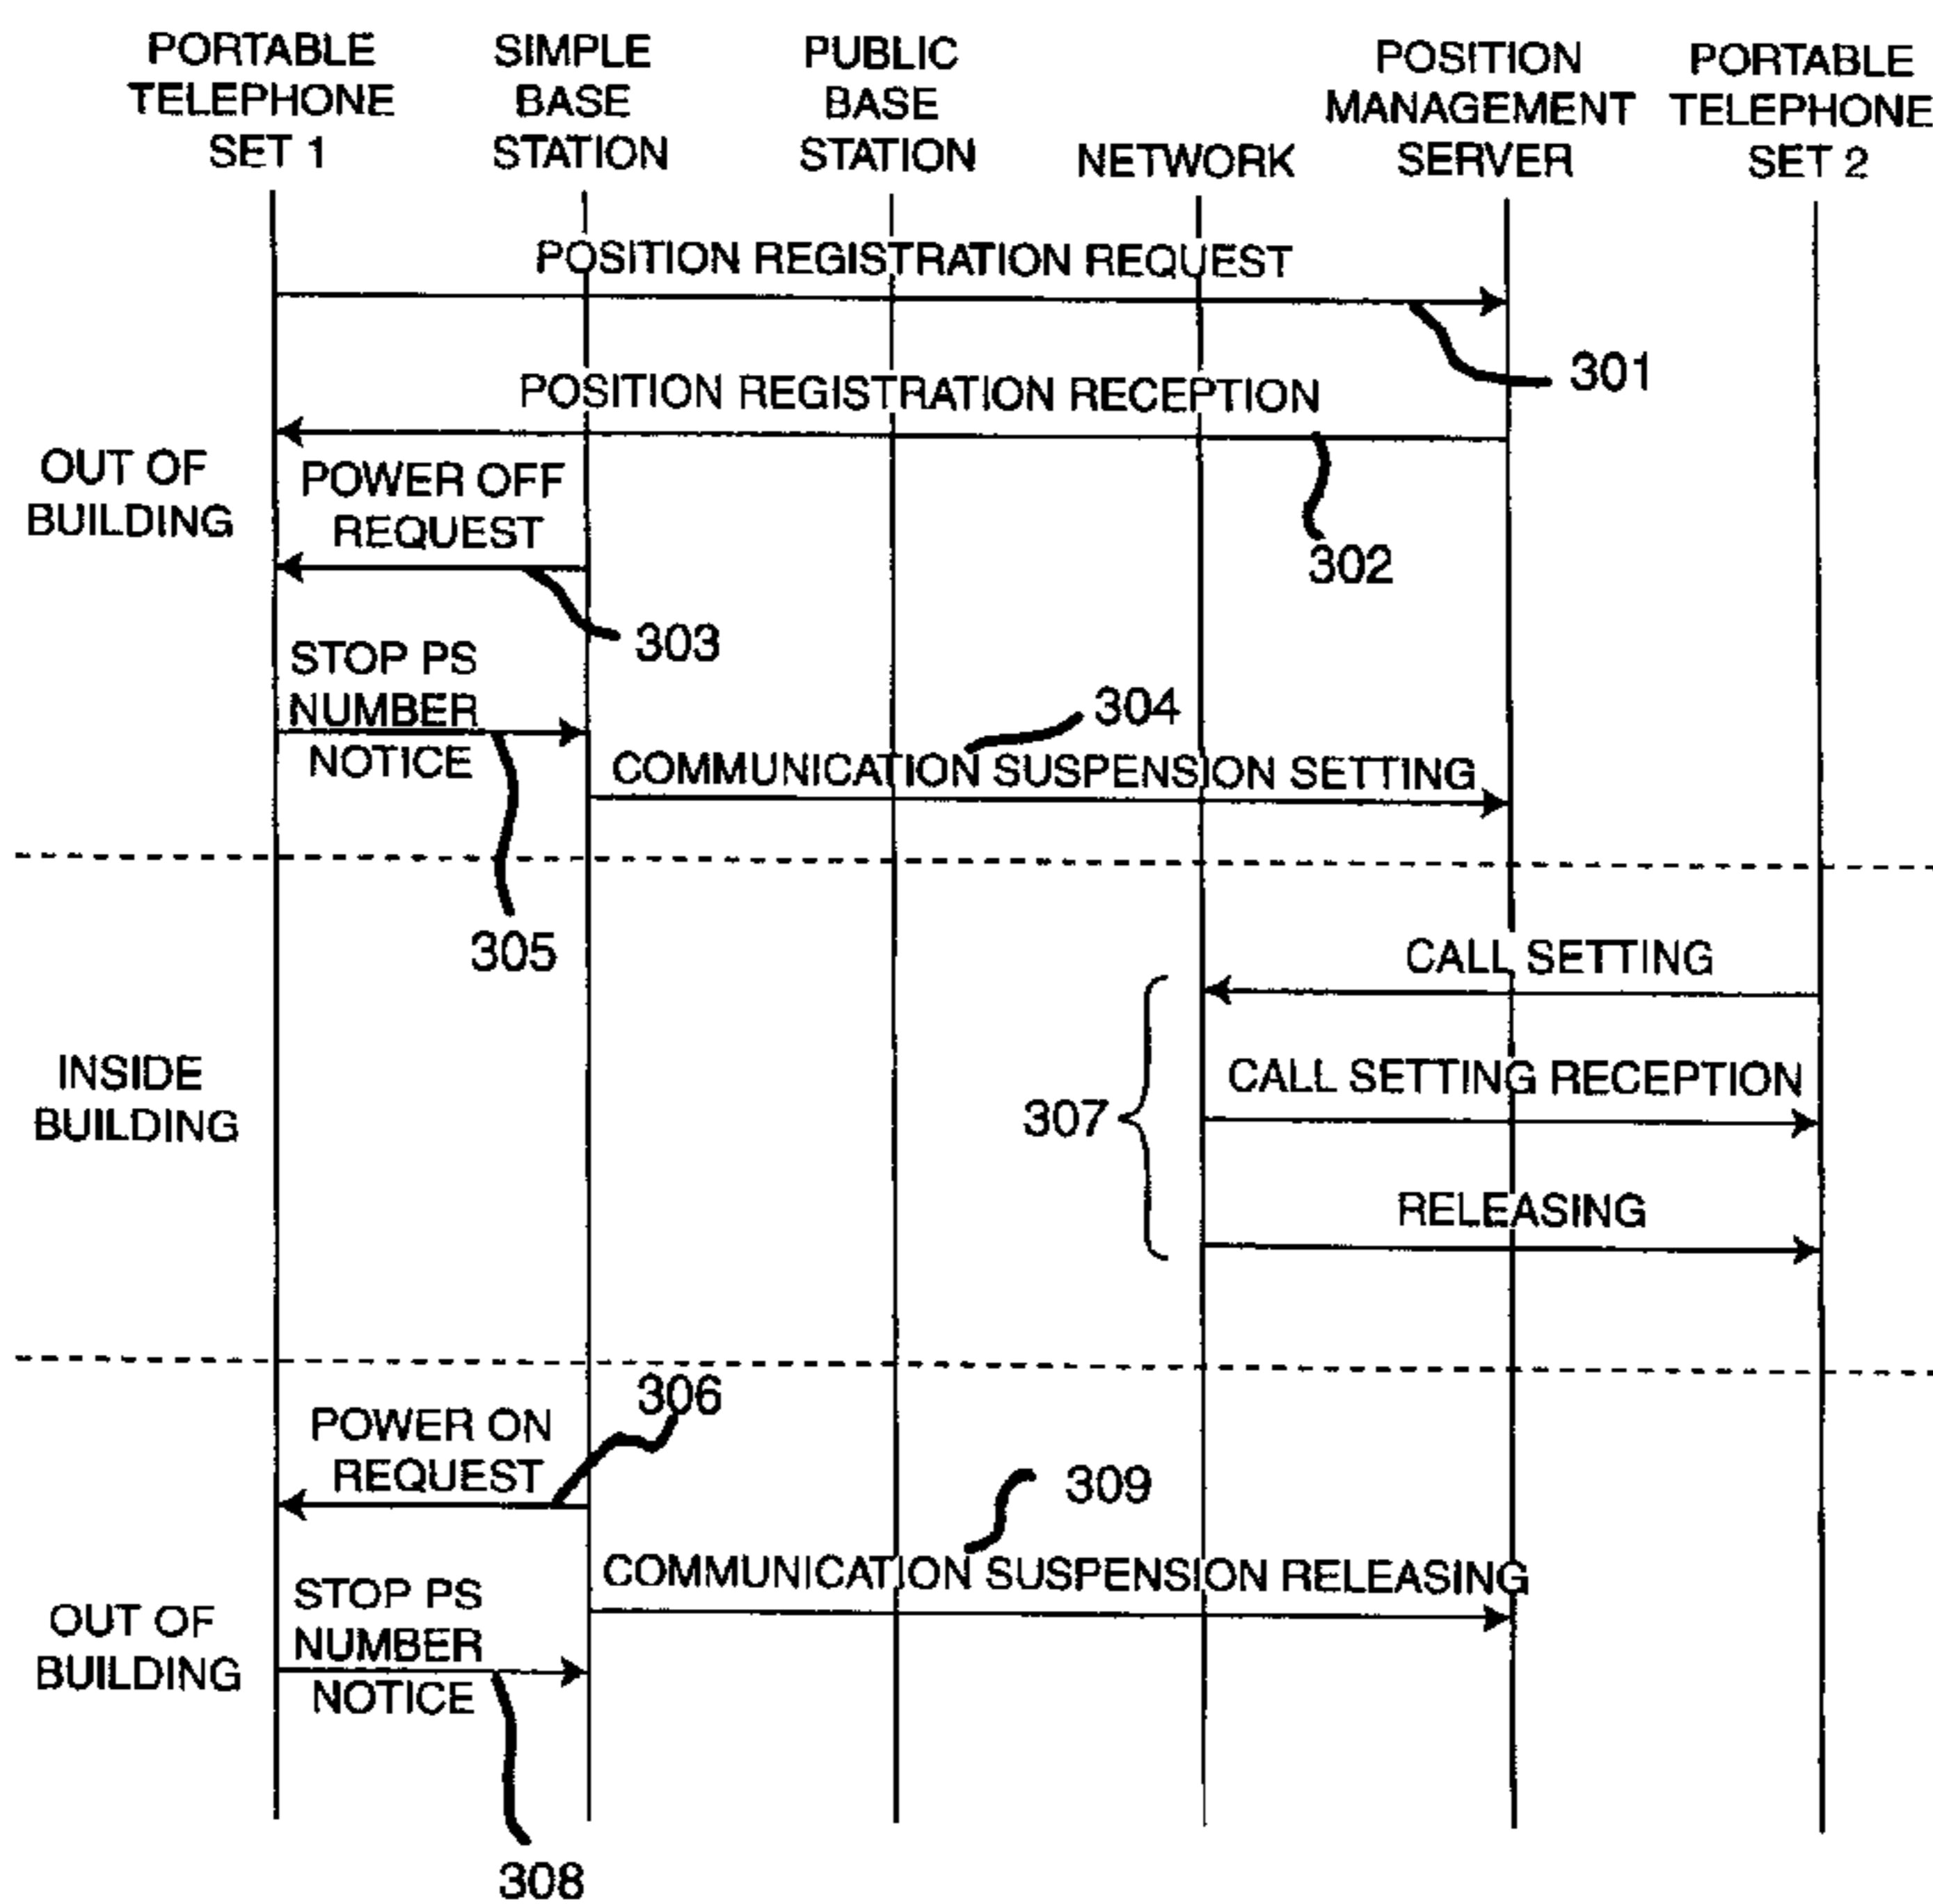 PORTABLE
TELEPHONE
SET 1
SIMPLE
BASE
STATION
PUBLIC
BASE
STATION
NETWORK
POSITION
MANAGEMENT
SERVER
PORTABLE
TELEPHONE
SET 2
POSITION REGISTRATION REQUEST
301
POSITION REGISTRATION RECEPTION
302
OUT OF
BUILDING
POWER OFF
REQUEST
303
STOP PS
NUMBER
NOTICE
304
COMMUNICATION SUSPENSION SETTING
305
CALL SETTING
INSIDE
BUILDING
307
CALL SETTING RECEPTION
RELEASING
306
POWER ON
REQUEST
309
COMMUNICATION SUSPENSION RELEASING
OUT OF
BUILDING
STOP PS
NUMBER
NOTICE
308